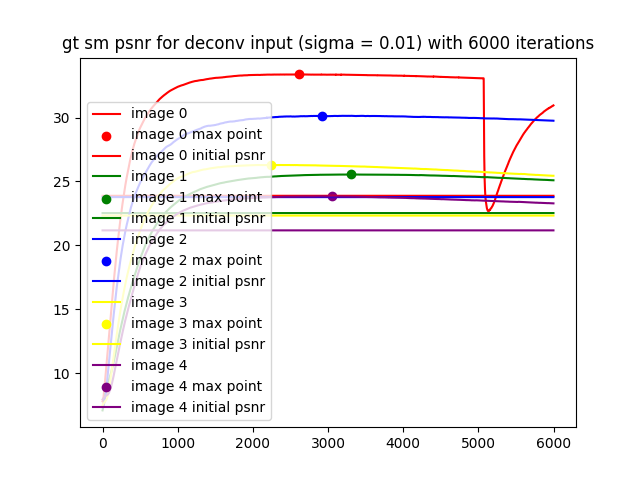 gt sm psnr for deconv input (sigma = 0.01) with 6000 iterations
30
25
20
15
10
image 0
image 0 max point
image 0 initial psnr
image 1
image 1 max point
image 1 initial psnr
image 2
image 2 max point
image 2 initial psnr
image 3
image 3 max point
image 3 initial psnr
image 4
image 4 max point
image 4 initial psnr
0 1000 2000 3000 4000 5000 6000